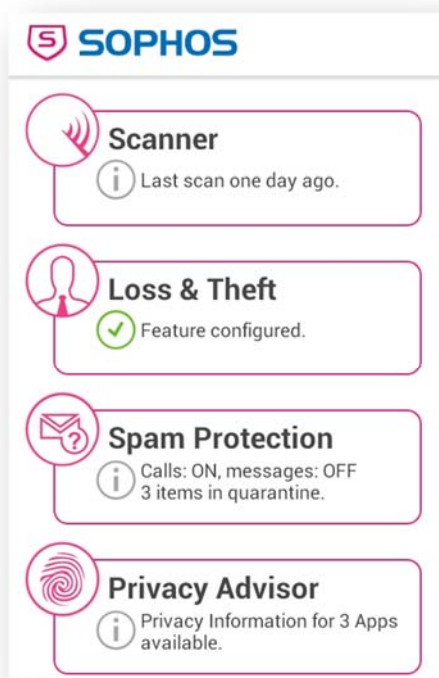 S SOPHOS
Scanner
i Last scan one day ago.
Loss & Theft
Feature configured.
Spam Protection
i Calls: ON, messages: OFF
3 items in quarantine.
?
Privacy Advisor
i Privacy Information for 3 Apps
available.